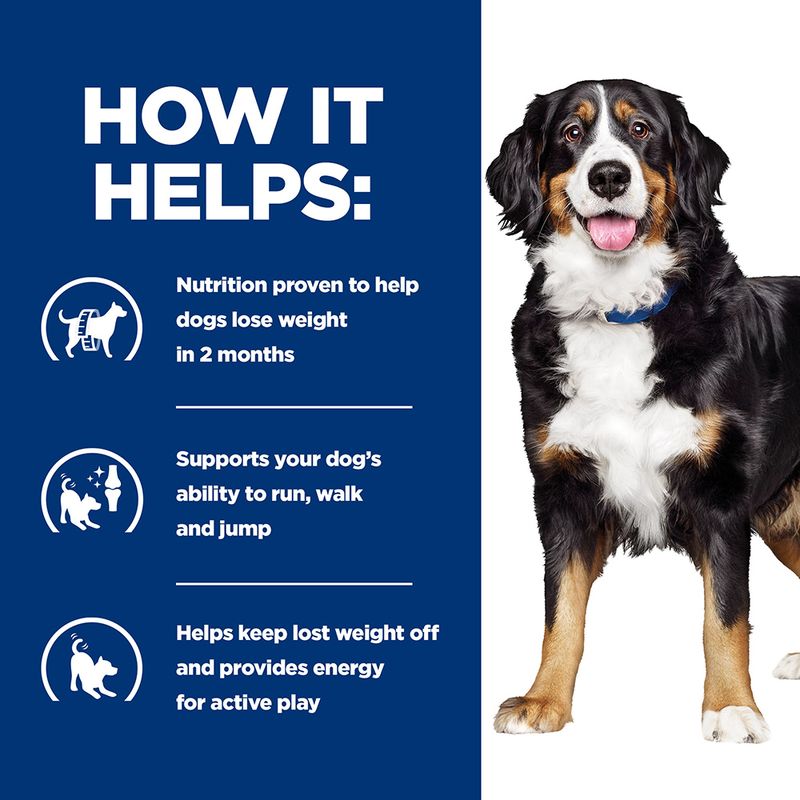 HOW IT
HELPS:
Nutrition proven to help
dogs lose weight
in 2 months
Supports your dog's
ability to run, walk
and jump
Helps keep lost weight off
and provides energy
for active play